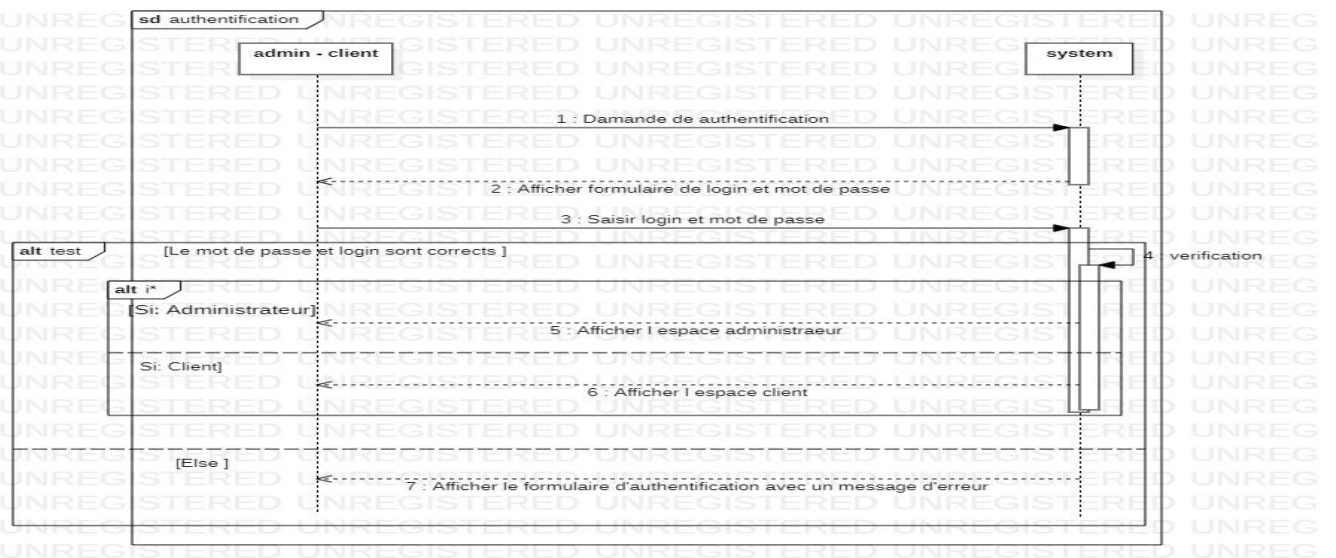 sd authentification
admin - client
system
1 : Damande de authentification
2 : Afficher formulaire de login et mot de passe
3 : Saisir login et mot de passe
alt test
[Le mot de passe et login sont corrects ]
4 : verification
alt i*
[Si: Administrateur]
5 : Afficher l espace administraeur
Si: Client]
6 : Afficher l espace client
[Else ]
7 : Afficher le formulaire d'authentification avec un message d'erreur
UNREGISTERED